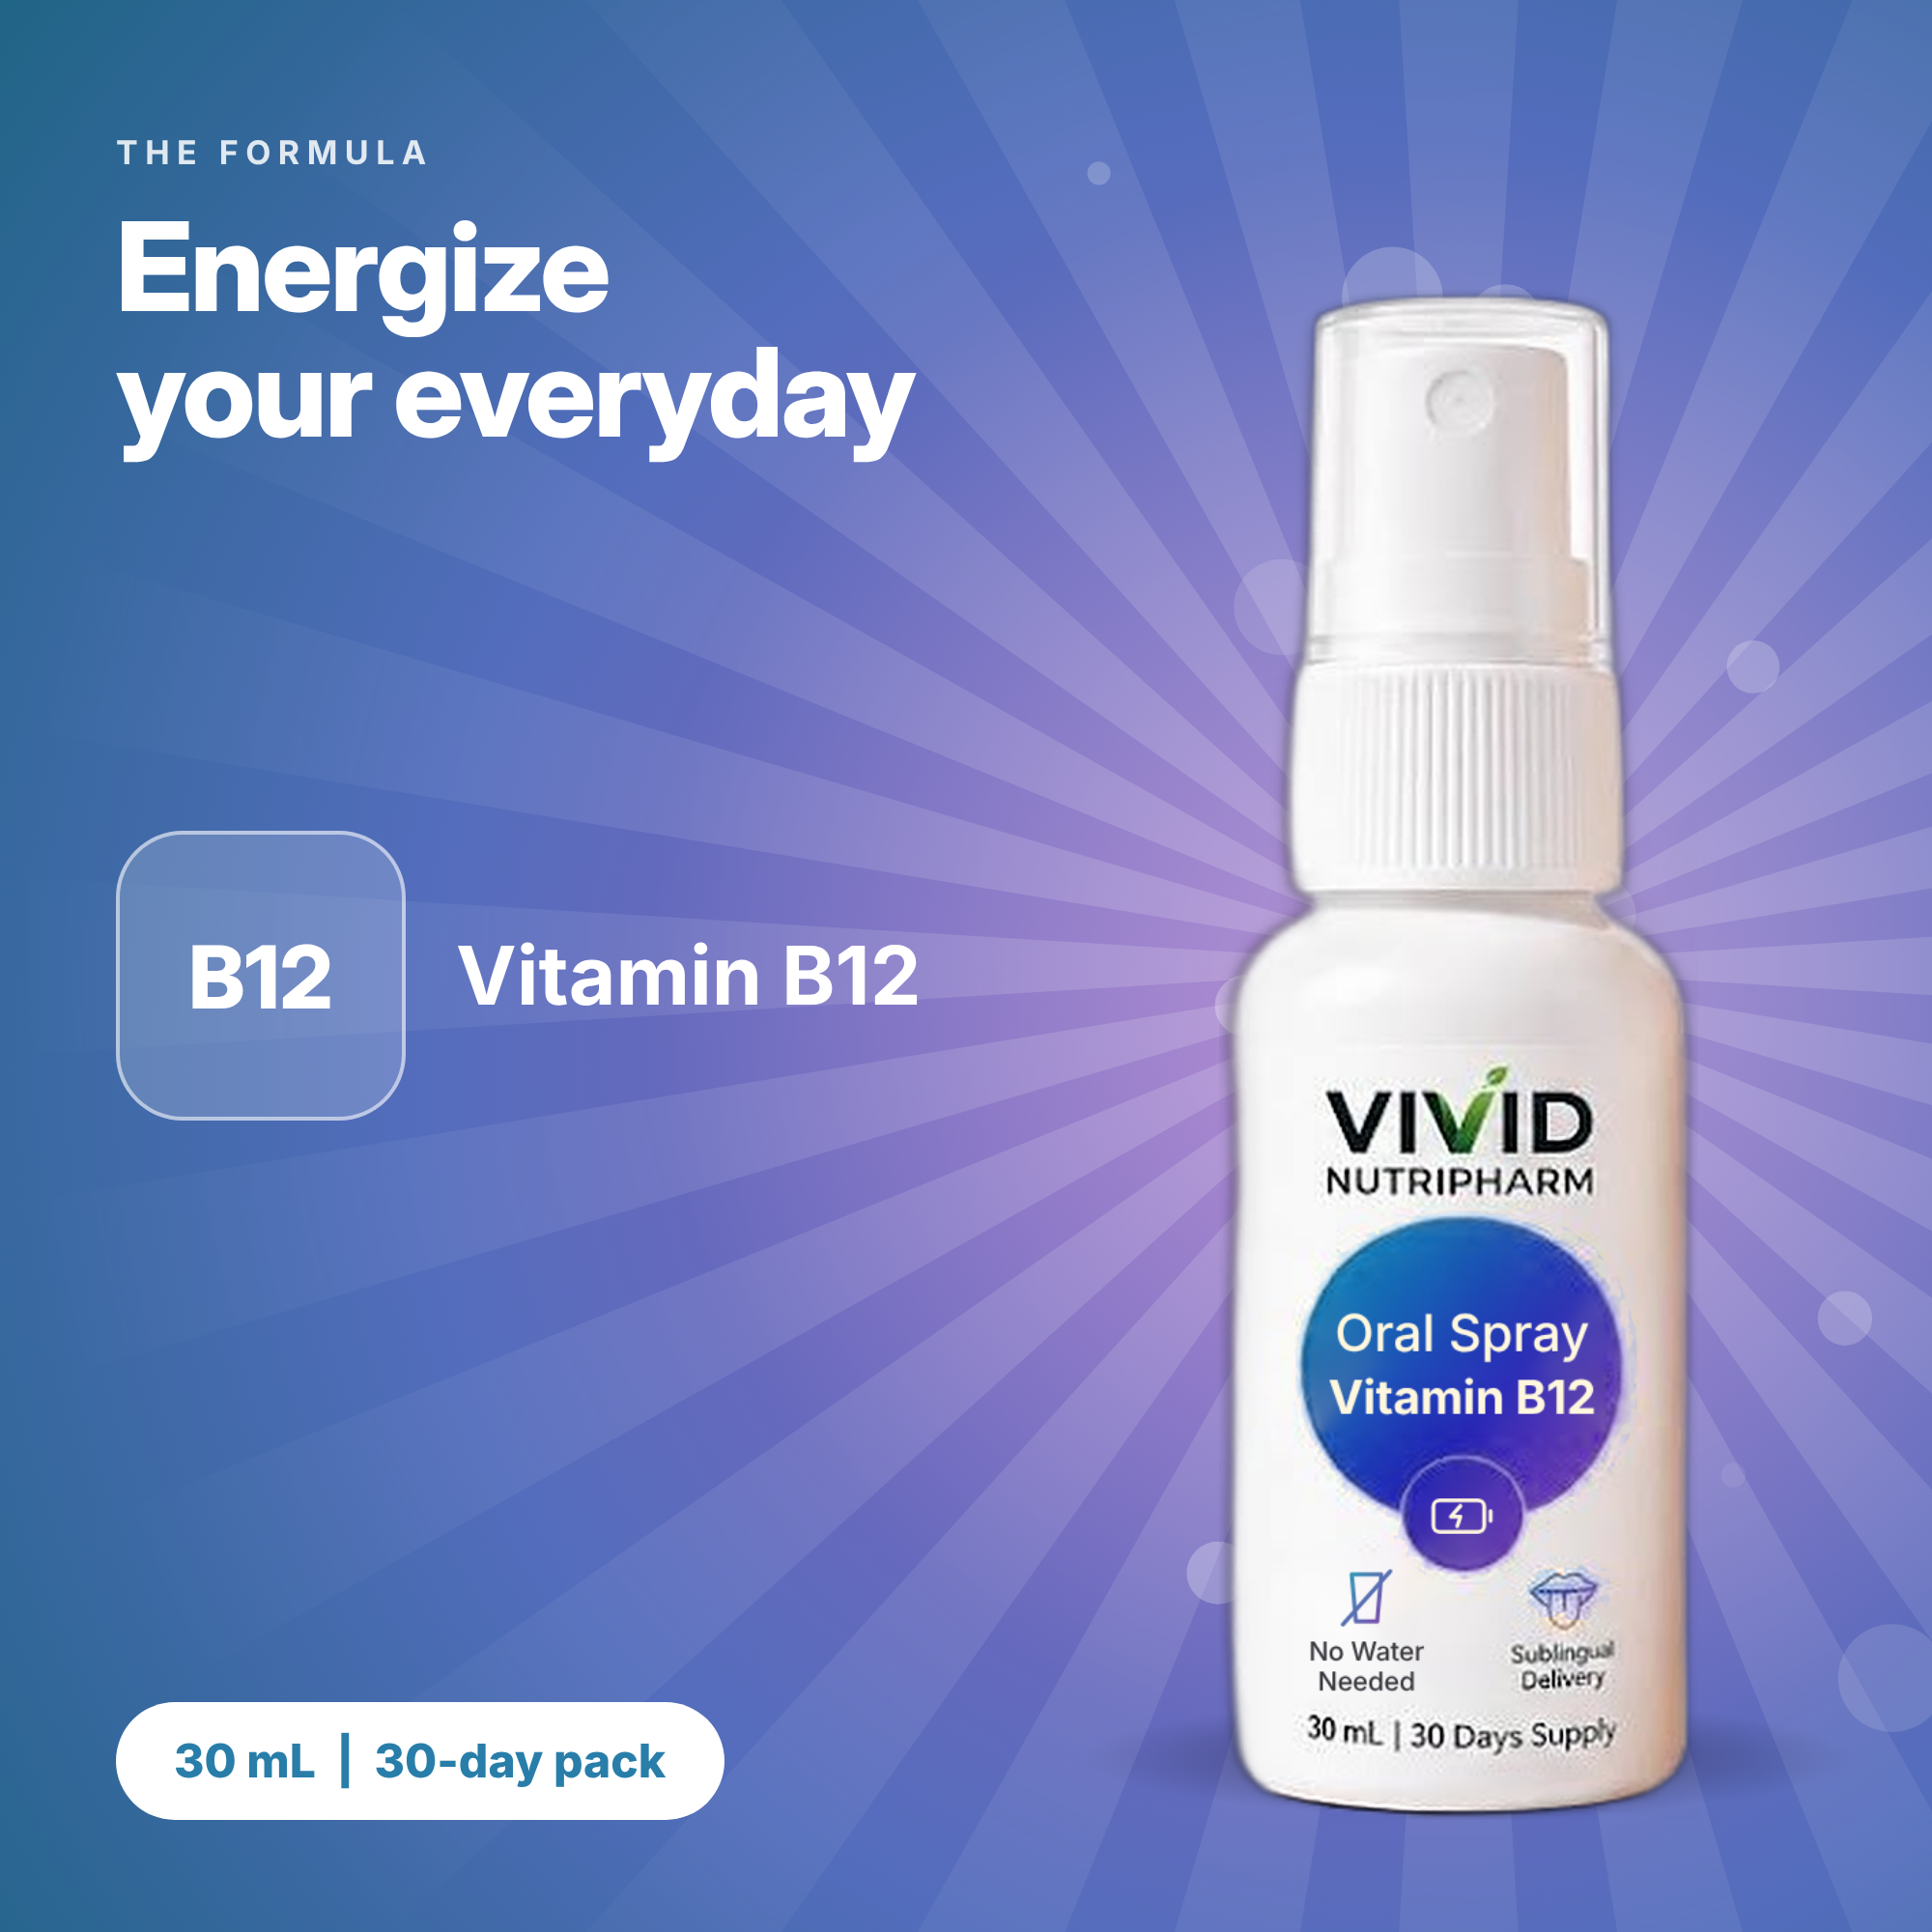 THE FORMULA
Energize
your everyday
B12
Vitamin B12
30 mL | 30-day pack
VIVID
NUTRIPHARM
Oral Spray
Vitamin B12
No Water
Needed
Sublingual
Delivery
30 mL | 30 Days Supply